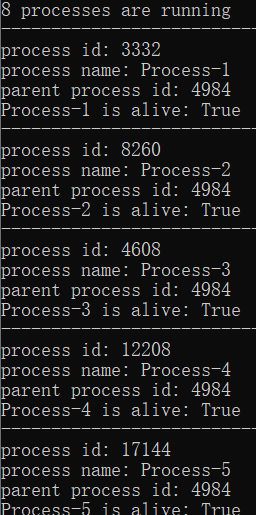 8 processes are running
--------------------------
process id: 3332
process name: Process-1
parent process id: 4984
Process-1 is alive: True
--------------------------
process id: 8260
process name: Process-2
parent process id: 4984
Process-2 is alive: True
--------------------------
process id: 4608
process name: Process-3
parent process id: 4984
Process-3 is alive: True
--------------------------
process id: 12208
process name: Process-4
parent process id: 4984
Process-4 is alive: True
--------------------------
process id: 17144
process name: Process-5
parent process id: 4984
Process-5 is alive: True